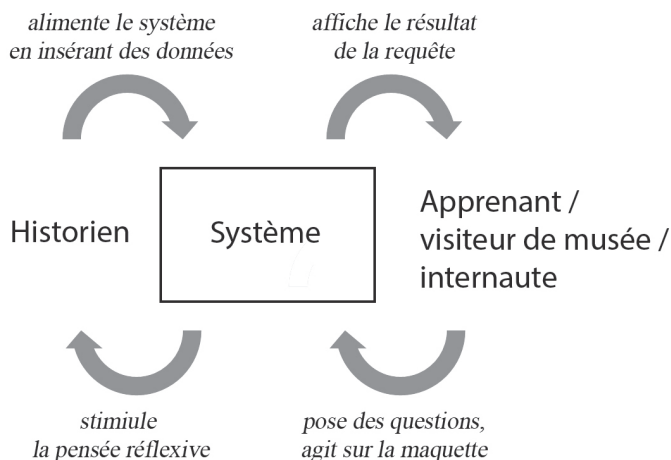 alimente le système
en insérant des données
affiche le résultat
de la requête
Historien
Système
Apprenant /
visiteur de musée /
internaute
stimiule
la pensée réflexive
pose des questions,
agit sur la maquette